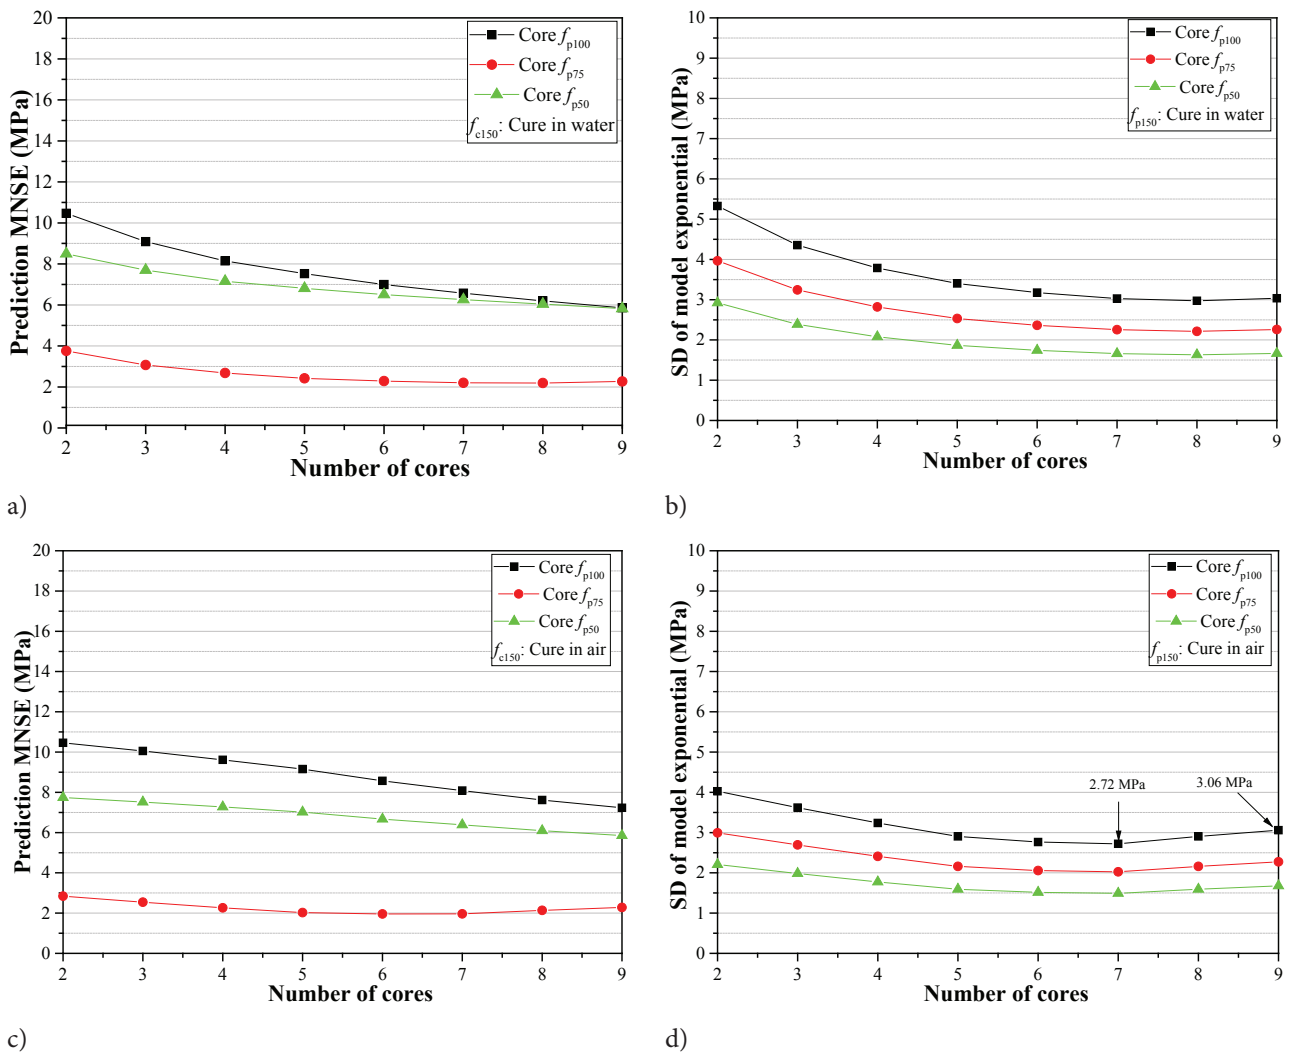 Prediction MNSE (MPa)
20
18
16
14
12
10
8
6
4
2
0
Core fp100
Core fp75
Core fp50
fc150: Cure in water
2 3 4 5 6 7 8 9
Number of cores
a)
SD of model exponential (MPa)
10
9
8
7
6
5
4
3
2
1
0
Core fp100
Core fp75
Core fp50
fp150: Cure in water
2 3 4 5 6 7 8 9
Number of cores
b)
Prediction MNSE (MPa)
20
18
16
14
12
10
8
6
4
2
0
Core fp100
Core fp75
Core fp50
fc150: Cure in air
2 3 4 5 6 7 8 9
Number of cores
c)
SD of model exponential (MPa)
10
9
8
7
6
5
4
3
2
1
0
Core fp100
Core fp75
Core fp50
fp150: Cure in air
2.72 MPa
3.06 MPa
2 3 4 5 6 7 8 9
Number of cores
d)